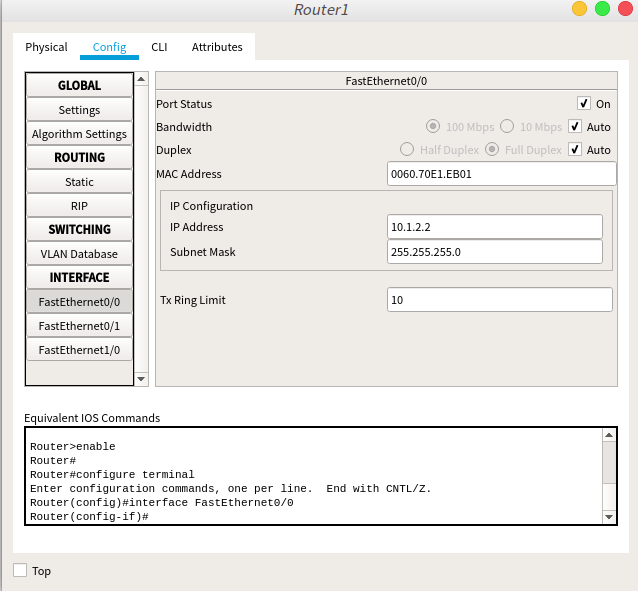 Router1
Physical Config CLI Attributes
GLOBAL
Settings
Algorithm Settings
ROUTING
Static
RIP
SWITCHING
VLAN Database
INTERFACE
FastEthernet0/0
FastEthernet0/1
FastEthernet1/0
FastEthernet0/0
Port Status On
Bandwidth 100 Mbps 10 Mbps Auto
Duplex Half Duplex Full Duplex Auto
MAC Address 0060.70E1.EB01
IP Configuration
IP Address 10.1.2.2
Subnet Mask 255.255.255.0
Tx Ring Limit 10
Equivalent IOS Commands
Router>enable
Router#
Router#configure terminal
Enter configuration commands, one per line. End with CNTL/Z.
Router(config)#interface FastEthernet0/0
Router(config-if)#
Top